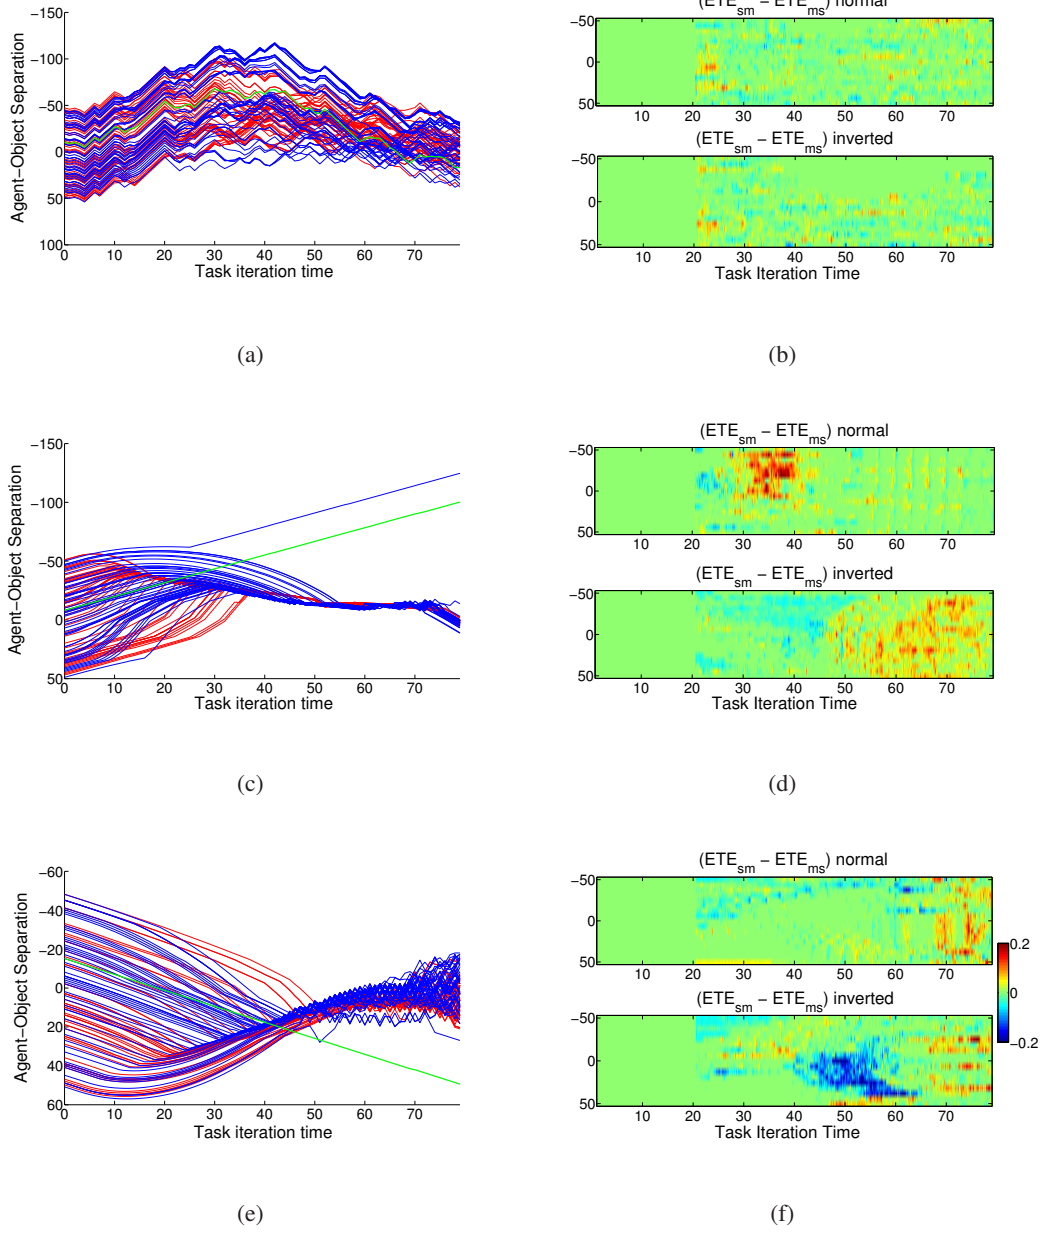 (ETE_sm − ETE_ms) normal
−150
−100
−50
0
50
100
Agent−Object Separation
0 10 20 30 40 50 60 70
Task iteration time
−50
0
50
10 20 30 40 50 60 70
(ETE_sm − ETE_ms) inverted
−50
0
50
10 20 30 40 50 60 70
Task Iteration Time
(a)
(b)
−150
−100
−50
0
50
Agent−Object Separation
0 10 20 30 40 50 60 70
Task iteration time
(ETE_sm − ETE_ms) normal
−50
0
50
10 20 30 40 50 60 70
(ETE_sm − ETE_ms) inverted
−50
0
50
10 20 30 40 50 60 70
Task Iteration Time
(c)
(d)
−60
−40
−20
0
20
40
60
Agent−Object Separation
0 10 20 30 40 50 60 70
Task iteration time
(ETE_sm − ETE_ms) normal
−50
0
50
10 20 30 40 50 60 70
(ETE_sm − ETE_ms) inverted
−50
0
50
10 20 30 40 50 60 70
Task Iteration Time
0.2
0
−0.2
(e)
(f)